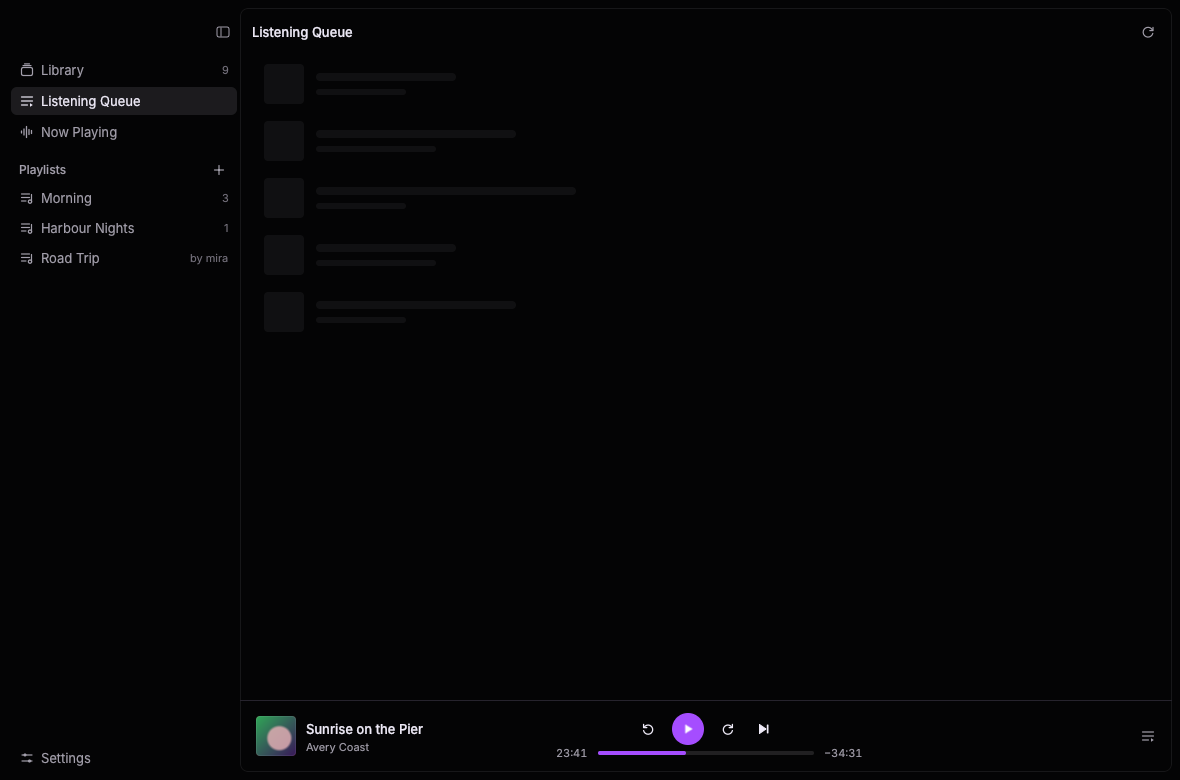 Library 9
Listening Queue
Now Playing
Playlists
Morning 3
Harbour Nights 1
Road Trip by mira
Settings
Listening Queue
Sunrise on the Pier
Avery Coast
23:41 −34:31